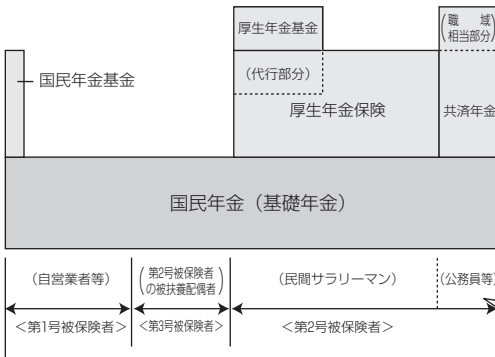 厚生年金基金
(職域
相当部分)
国民年金基金
(代行部分)
厚生年金保険
共済年金
国民年金（基礎年金）
(自営業者等)
(第2号被保険者
の被扶養配偶者)
(民間サラリーマン)
(公務員等)
<第1号被保険者>
<第3号被保険者>
<第2号被保険者>